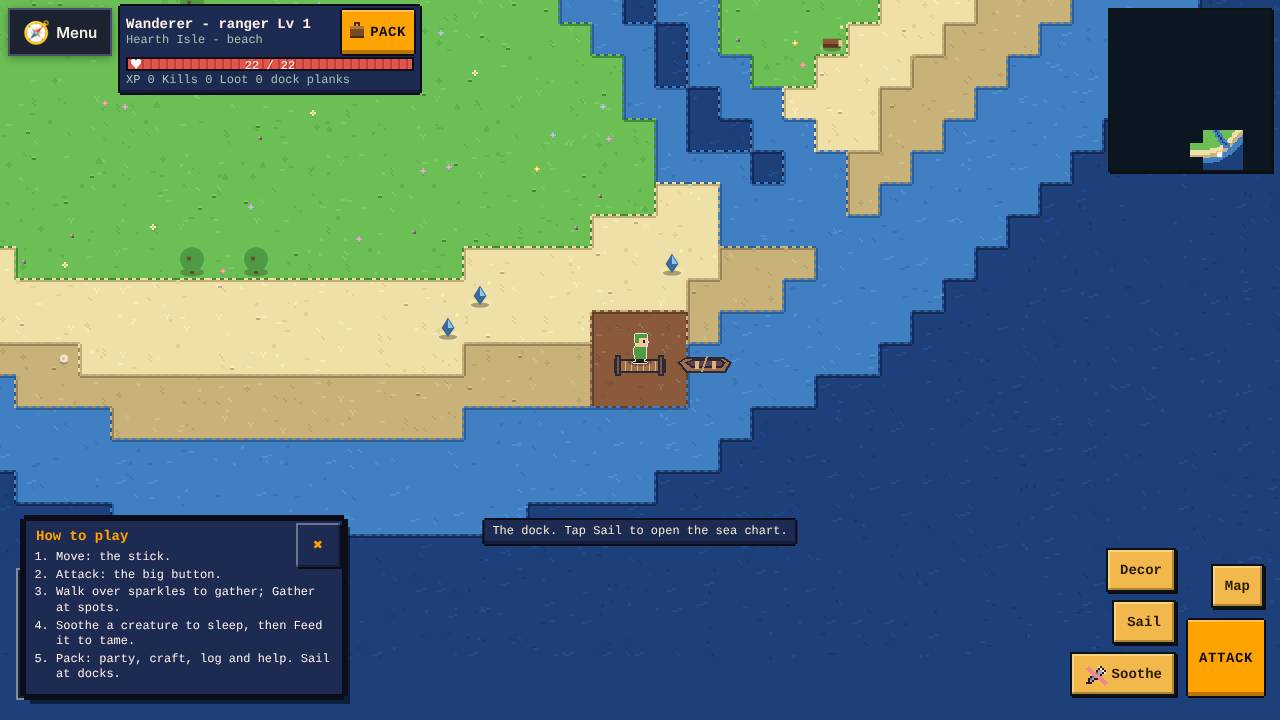 Menu
Wanderer - ranger Lv 1
Hearth Isle - beach
PACK
22 / 22
XP 0 Kills 0 Loot 0 dock planks
The dock. Tap Sail to open the sea chart.
How to play
1. Move: the stick.
2. Attack: the big button.
3. Walk over sparkles to gather; Gather
at spots.
4. Soothe a creature to sleep, then Feed
it to tame.
5. Pack: party, craft, log and help. Sail
at docks.
Decor
Map
Sail
Soothe
ATTACK